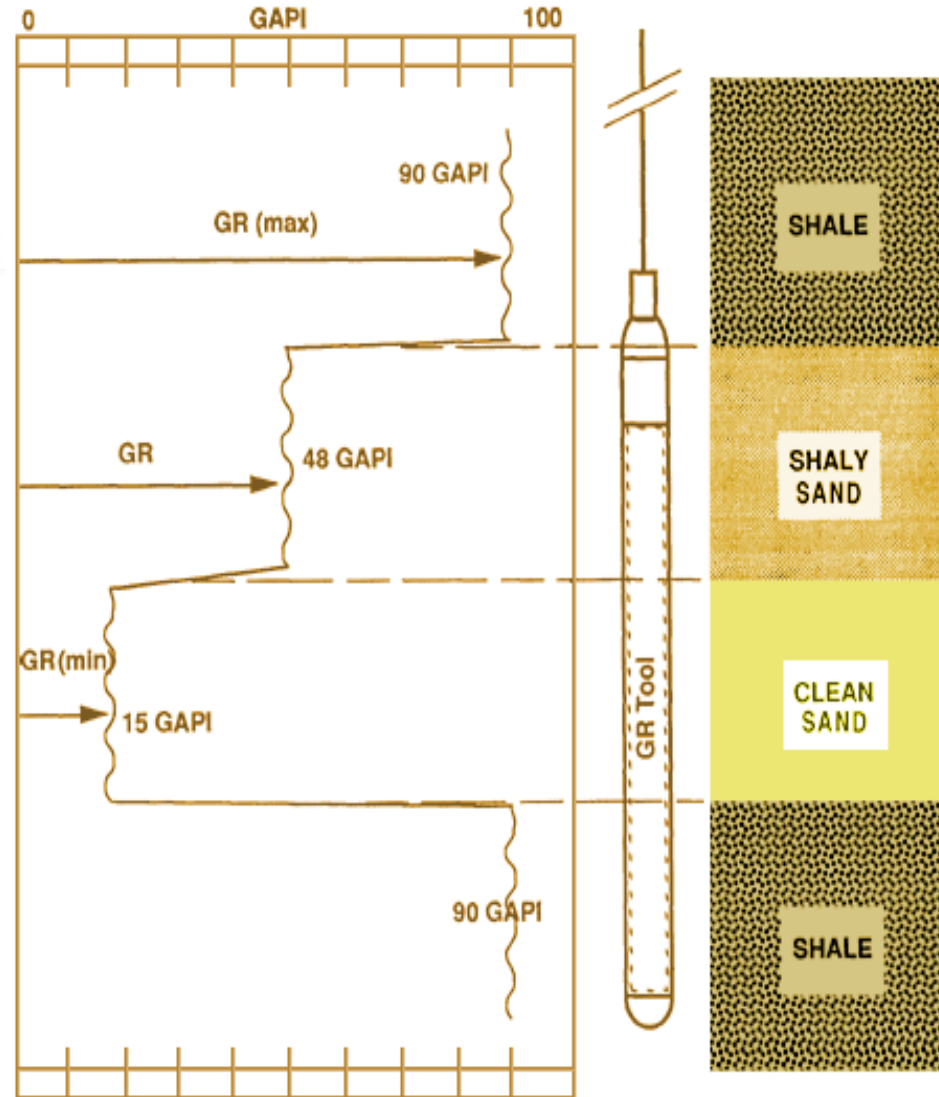 0 GAPI 100
90 GAPI
GR (max)
SHALE
GR
48 GAPI
SHALY
SAND
GR(min)
15 GAPI
GR Tool
CLEAN
SAND
90 GAPI
SHALE